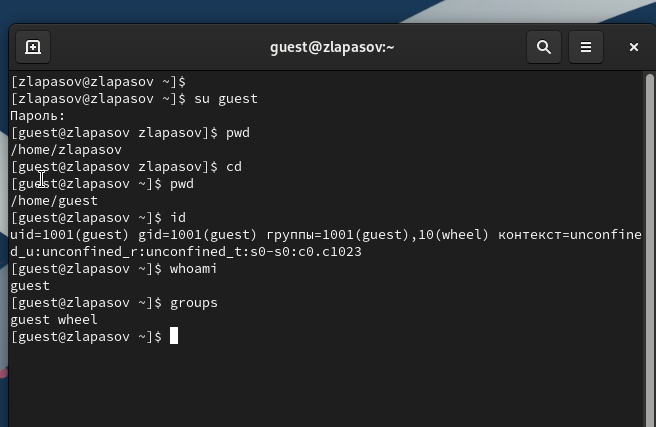 guest@zlapasov:~
[zlapasov@zlapasov ~]$
[zlapasov@zlapasov ~]$ su guest
Пароль:
[guest@zlapasov zlapasov]$ pwd
/home/zlapasov
[guest@zlapasov zlapasov]$ cd
[guest@zlapasov ~]$ pwd
/home/guest
[guest@zlapasov ~]$ id
uid=1001(guest) gid=1001(guest) группы=1001(guest),10(wheel) контекст=unconfine
d_u:unconfined_r:unconfined_t:s0-s0:c0.c1023
[guest@zlapasov ~]$ whoami
guest
[guest@zlapasov ~]$ groups
guest wheel
[guest@zlapasov ~]$